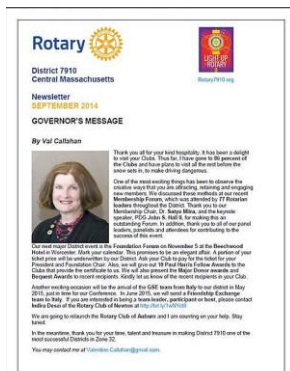 Rotary
LIGHT UP
ROTARY
District 7910
Central Massachusetts
Rotary7910.org
Newsletter
SEPTEMBER 2014
GOVERNOR'S MESSAGE
By Val Callahan
Thank you all for your kind hospitality. It has been a delight
to visit your Clubs. Thus far, I have gone to 86 percent of
the Clubs and have plans to visit all the rest before the
snow sets in, to make driving dangerous.
One of the most exciting things has been to observe the
creative ways that you are attracting, retaining and engaging
new members. We discussed these methods at our recent
Membership Forum, which was attended by 77 Rotarian
leaders throughout the District. Thank you to our
Membership Chair, Dr. Satya Mitra, and the keynote
speaker, PDG John S. Hall II, for making this an
outstanding Forum. In addition, thank you to all of our panel
leaders, panelists and attendees for contributing to the
success of this event.
Our next major District event is the Foundation Forum on November 5 at the Beechwood
Hotel in Worcester. Mark your calendar. This promises to be an elegant affair. A portion of your
ticket price will be underwritten by our District. Ask your Club to pay the ticket for your
President and Foundation Chair. Also, we will give out 10 Paul Harris Fellow Awards to the
Clubs that provide the certificate to us. We will also present the Major Donor awards and
Bequest Awards to recent recipients. Kindly let us know of the recent recipients in your Club.
Another exciting occasion will be the arrival of the GSE team from Italy to our district in May
2015, just in time for our Conference. In June 2015, we will send a Friendship Exchange
team to Italy. If you are interested in being a team leader, participant or host, please contact
Indira Desai of the Rotary Club of Newton at
We are going to relaunch the Rotary Club of Auburn and I am counting on your help. Stay
tuned.
In the meantime, thank you for your time, talent and treasure in making District 7910 one of the
most successful Districts in Zone 32.
You may contact me at Valentine.Callahan@gmail.com.